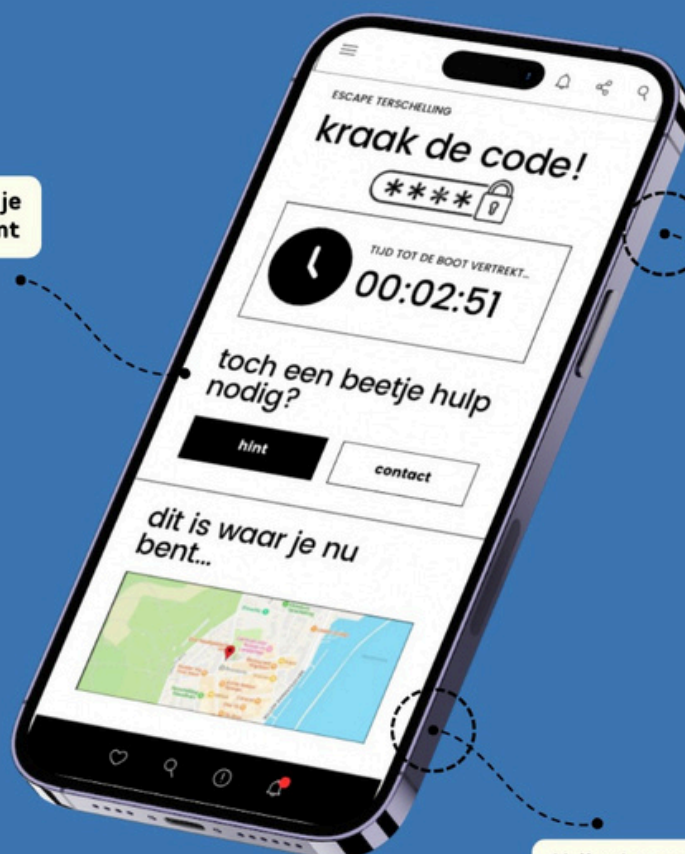 ESCAPE TERSCHELLING
kraak de code!
****
je
nt
TIJD TOT DE BOOT VERTREKT...
00:02:51
toch een beetje hulp
nodig?
hint
contact
dit is waar je nu
bent...